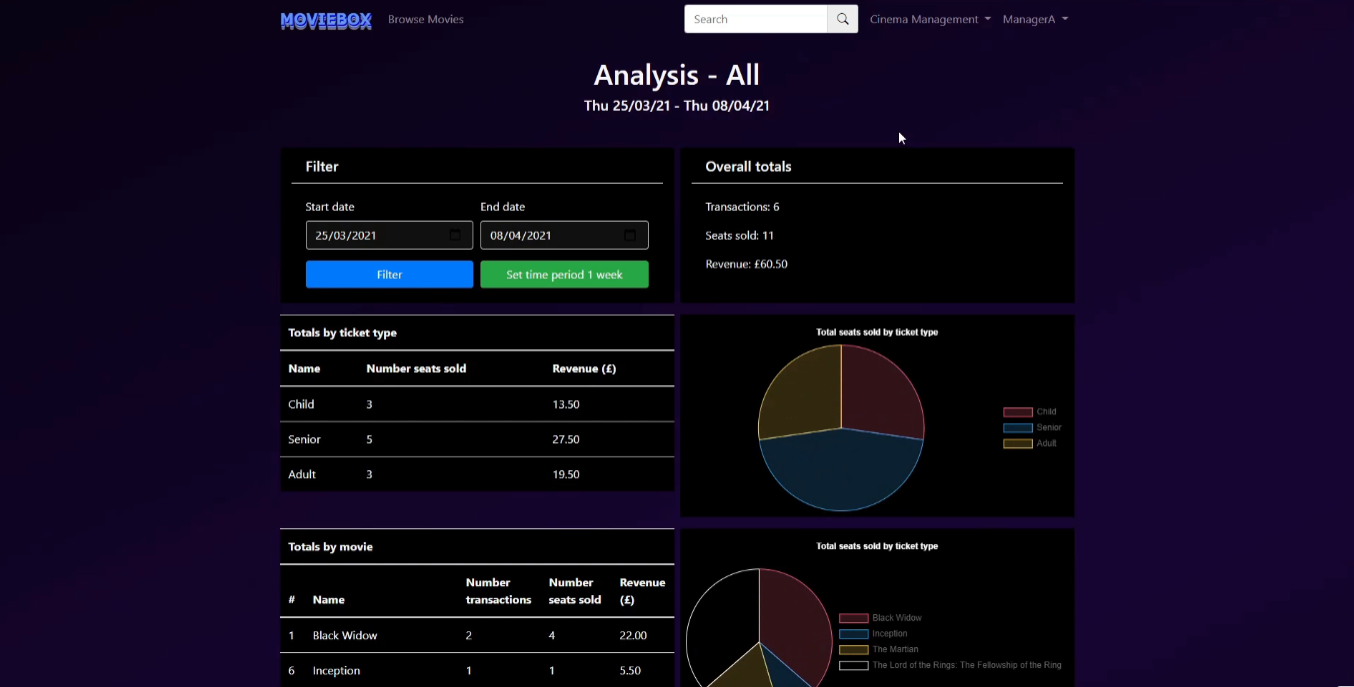 MOVIEBOX Browse Movies Search Cinema Management ManagerA
Analysis - All
Thu 25/03/21 - Thu 08/04/21
Filter
Start date End date
25/03/2021 08/04/2021
Filter Set time period 1 week
Overall totals
Transactions: 6
Seats sold: 11
Revenue: £60.50
Totals by ticket type
Name Number seats sold Revenue (£)
Child 3 13.50
Senior 5 27.50
Adult 3 19.50
Total seats sold by ticket type
Child
Senior
Adult
Totals by movie
# Name Number transactions Number seats sold Revenue (£)
1 Black Widow 2 4 22.00
6 Inception 1 1 5.50
Total seats sold by ticket type
Black Widow
Inception
The Martian
The Lord of the Rings: The Fellowship of the Ring